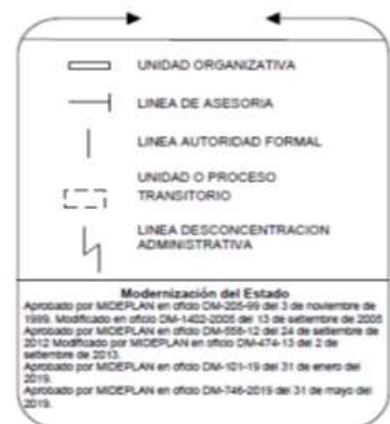 UNIDAD ORGANIZATIVA
LINEA DE ASESORIA
LINEA AUTORIDAD FORMAL
UNIDAD O PROCESO
TRANSITORIO
LINEA DESCONCENTRACION
ADMINISTRATIVA
Modernización del Estado
Aprobado por MIDEPLAN en oficio DM-205-99 del 3 de noviembre de
1999. Modificado en oficio DM-1402-2005 del 13 de setiembre de 2005
Aprobado por MIDEPLAN en oficio DM-558-12 del 24 de setiembre de
2012 Modificado por MIDEPLAN en oficio DM-474-13 del 2 de
setiembre de 2013.
Aprobado por MIDEPLAN en oficio DM-101-19 del 31 de enero del
2019.
Aprobado por MIDEPLAN en oficio DM-746-2019 del 31 de mayo del
2019.